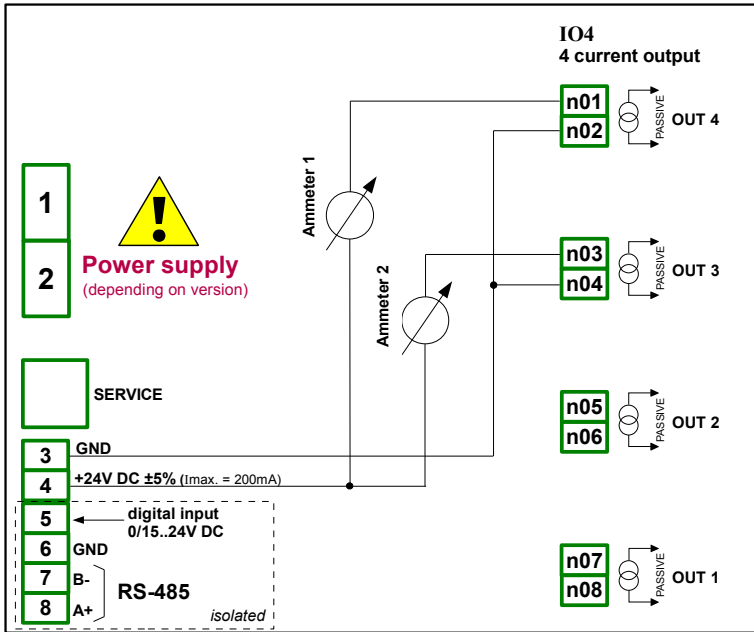 IO4
4 current output
n01
n02
PASSIVE
OUT 4
Ammeter 1
1
2
!
Power supply
(depending on version)
n03
n04
PASSIVE
OUT 3
Ammeter 2
SERVICE
n05
n06
PASSIVE
OUT 2
3
GND
4
+24V DC ±5% (Imax. = 200mA)
5
digital input
0/15..24V DC
6
GND
7
B-
8
A+
RS-485
isolated
n07
n08
PASSIVE
OUT 1